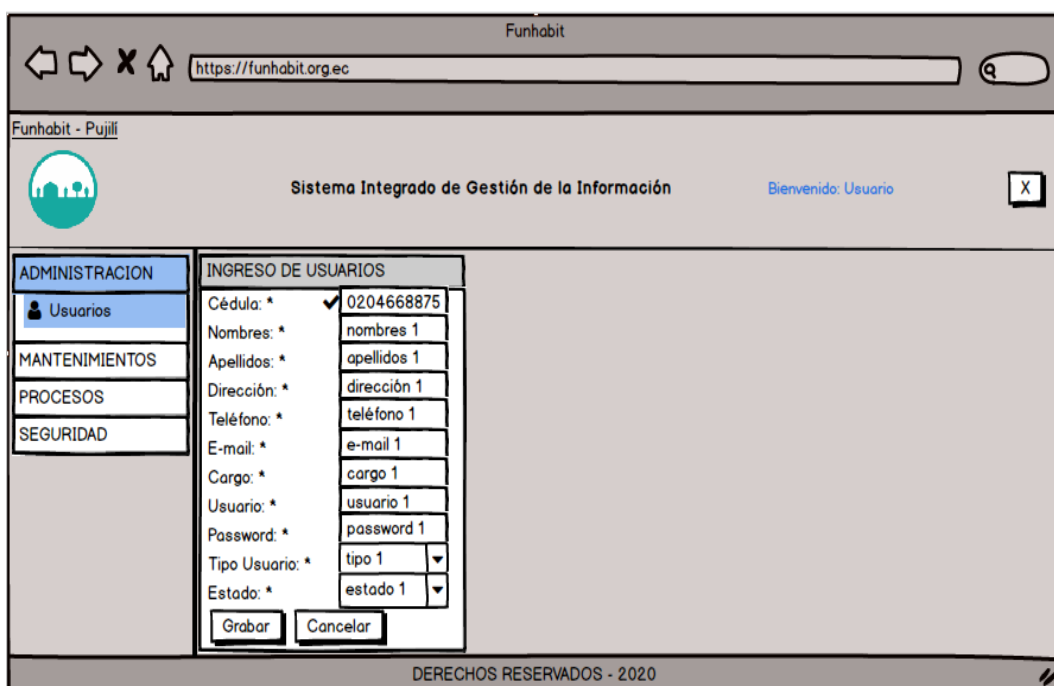 Funhabit
https://funhabit.org.ec
Funhabit - Pujilí
Sistema Integrado de Gestión de la Información
Bienvenido: Usuario
X
ADMINISTRACION
Usuarios
MANTENIMIENTOS
PROCESOS
SEGURIDAD
INGRESO DE USUARIOS
Cédula: * 0204668875
Nombres: * nombres 1
Apellidos: * apellidos 1
Dirección: * dirección 1
Teléfono: * teléfono 1
E-mail: * e-mail 1
Cargo: * cargo 1
Usuario: * usuario 1
Password: * password 1
Tipo Usuario: * tipo 1
Estado: * estado 1
Grabar Cancelar
DERECHOS RESERVADOS - 2020